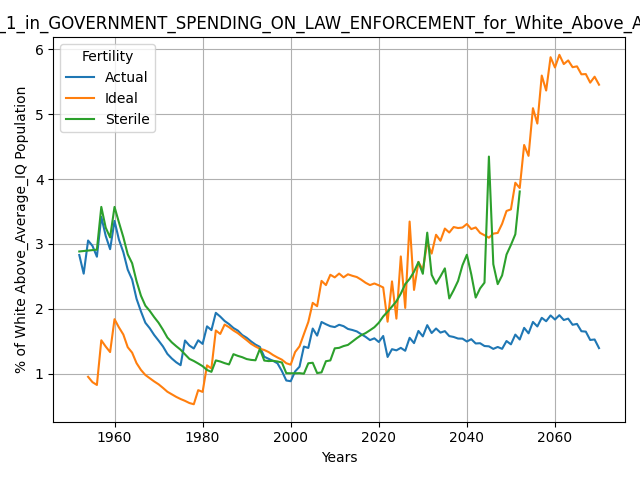 _1_in_GOVERNMENT_SPENDING_ON_LAW_ENFORCEMENT_for_White_Above_A
Fertility
Actual
Ideal
Sterile
% of White Above_Average_IQ Population
6
5
4
3
2
1
1960 1980 2000 2020 2040 2060
Years